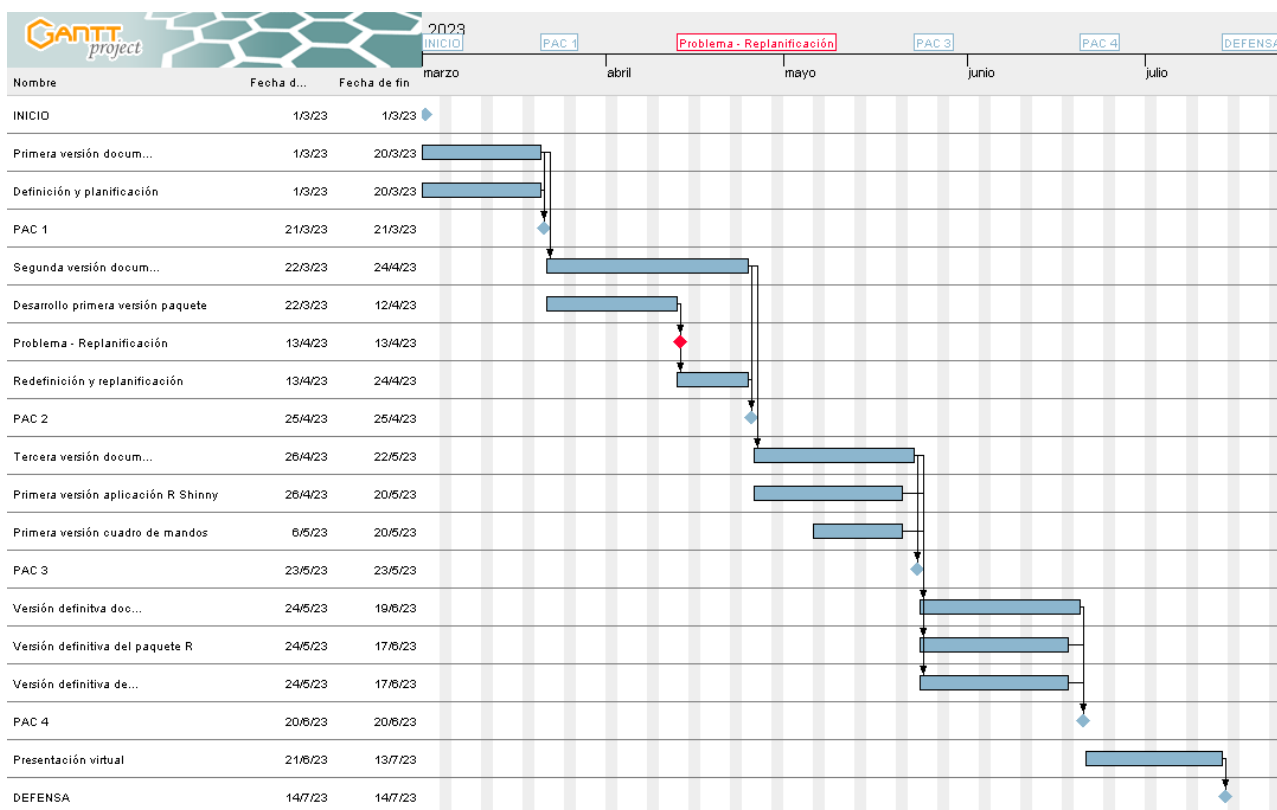 GANTT
project
2023
INICIO PAC 1 Problema - Replanificación PAC 3 PAC 4 DEFENSA
marzo abril mayo junio julio
Nombre Fecha d... Fecha de fin
INICIO 1/3/23 1/3/23
Primera versión docum... 1/3/23 20/3/23
Definición y planificación 1/3/23 20/3/23
PAC 1 21/3/23 21/3/23
Segunda versión docum... 22/3/23 24/4/23
Desarrollo primera versión paquete 22/3/23 12/4/23
Problema - Replanificación 13/4/23 13/4/23
Redefinición y replanificación 13/4/23 24/4/23
PAC 2 25/4/23 25/4/23
Tercera versión docum... 26/4/23 22/5/23
Primera versión aplicación R Shinny 26/4/23 20/5/23
Primera versión cuadro de mandos 6/5/23 20/5/23
PAC 3 23/5/23 23/5/23
Versión definitva doc... 24/5/23 19/6/23
Versión definitiva del paquete R 24/5/23 17/6/23
Versión definitiva de... 24/5/23 17/6/23
PAC 4 20/6/23 20/6/23
Presentación virtual 21/6/23 13/7/23
DEFENSA 14/7/23 14/7/23